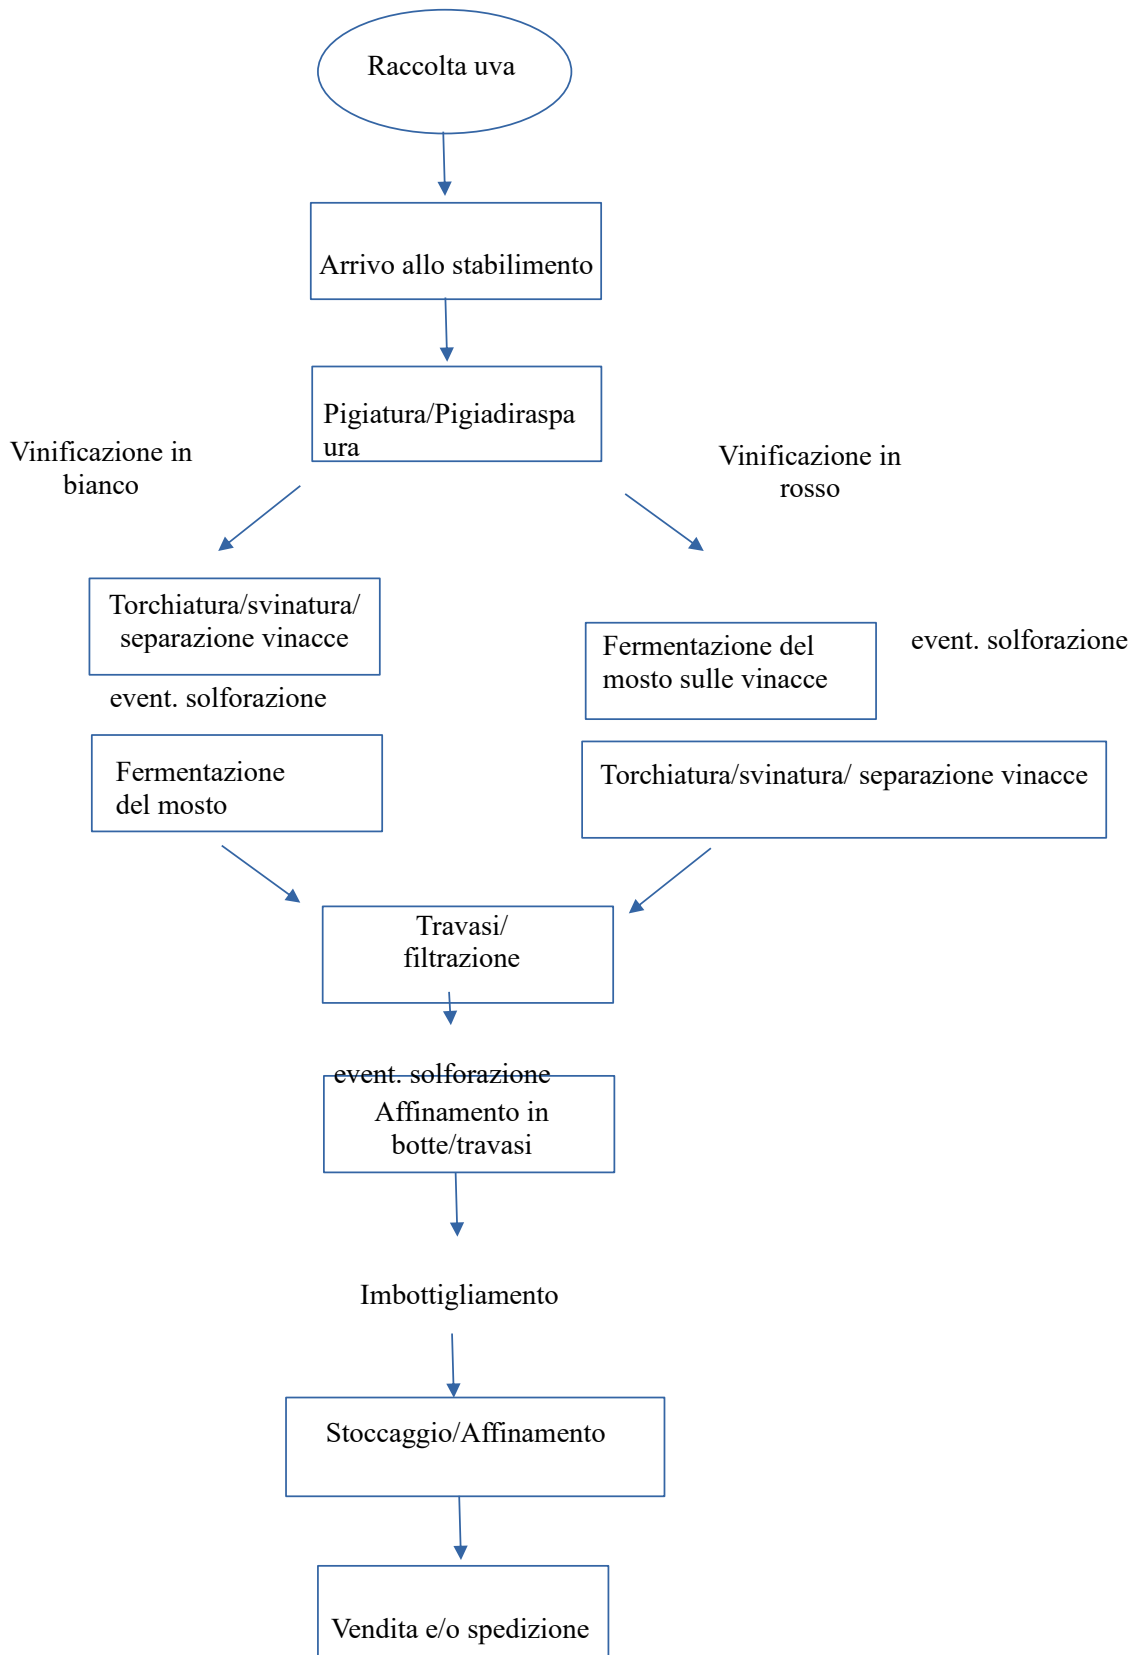 Raccolta uva
Arrivo allo stabilimento
Pigiatura/Pigiadiraspa
ura
Vinificazione in
bianco
Vinificazione in
rosso
Torchiatura/svinatura/
separazione vinacce
event. solforazione
Fermentazione
del mosto
Fermentazione del
mosto sulle vinacce
event. solforazione
Torchiatura/svinatura/ separazione vinacce
Travasi/
filtrazione
event. solforazione
Affinamento in
botte/travasi
Imbottigliamento
Stoccaggio/Affinamento
Vendita e/o spedizione